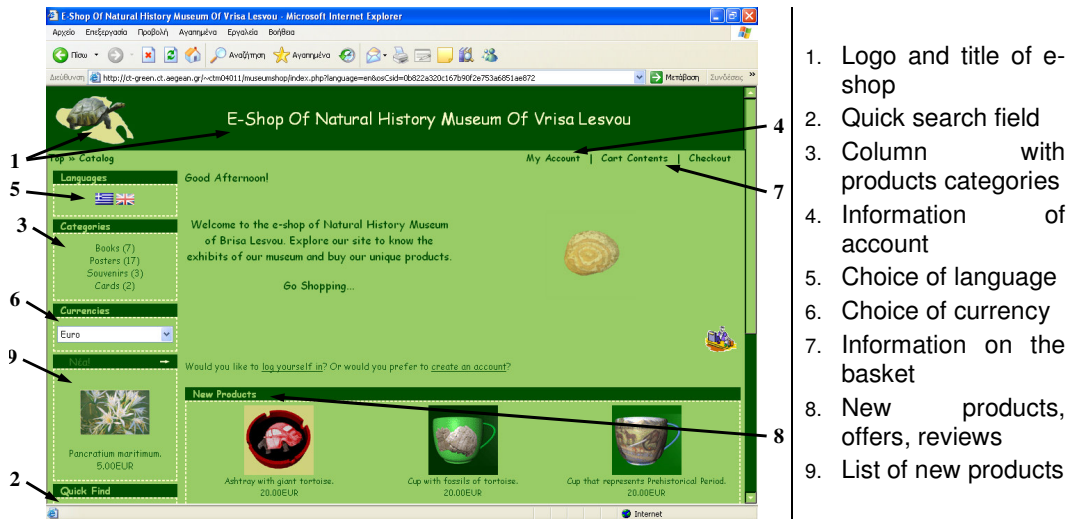 E-Shop Of Natural History Museum Of Vrisa Lesvou - Microsoft Internet Explorer
Αρχείο Επεξεργασία Προβολή Αγαπημένα Εργαλεία Βοήθεια
Πίσω Αναζήτηση Αγαπημένα
Διεύθυνση http://ct-green.ct.aegean.gr/~ctm04011/museumshop/index.php?language=en&osCsid=0b822a320c167b90f2e753a6851ae872 Μετάβαση Συνδέσεις »
E-Shop Of Natural History Museum Of Vrisa Lesvou
4
1
Top » Catalog
My Account | Cart Contents | Checkout
Languages
Good Afternoon!
5
7
3
Categories
Books (7)
Posters (17)
Souvenirs (3)
Cards (2)
Welcome to the e-shop of Natural History Museum
of Brisa Lesvou. Explore our site to know the
exhibits of our museum and buy our unique products.
Go Shopping...
6
Currencies
Euro
9
Νέα!
Would you like to log yourself in? Or would you prefer to create an account?
New Products
8
Pancratium maritimum.
5.00EUR
Ashtray with giant tortoise.
20.00EUR
Cup with fossils of tortoise.
20.00EUR
Cup that represents Prehistorical Period.
20.00EUR
2
Quick Find
Internet
1. Logo and title of e-
shop
2. Quick search field
3. Column with
products categories
4. Information of
account
5. Choice of language
6. Choice of currency
7. Information on the
basket
8. New products,
offers, reviews
9. List of new products